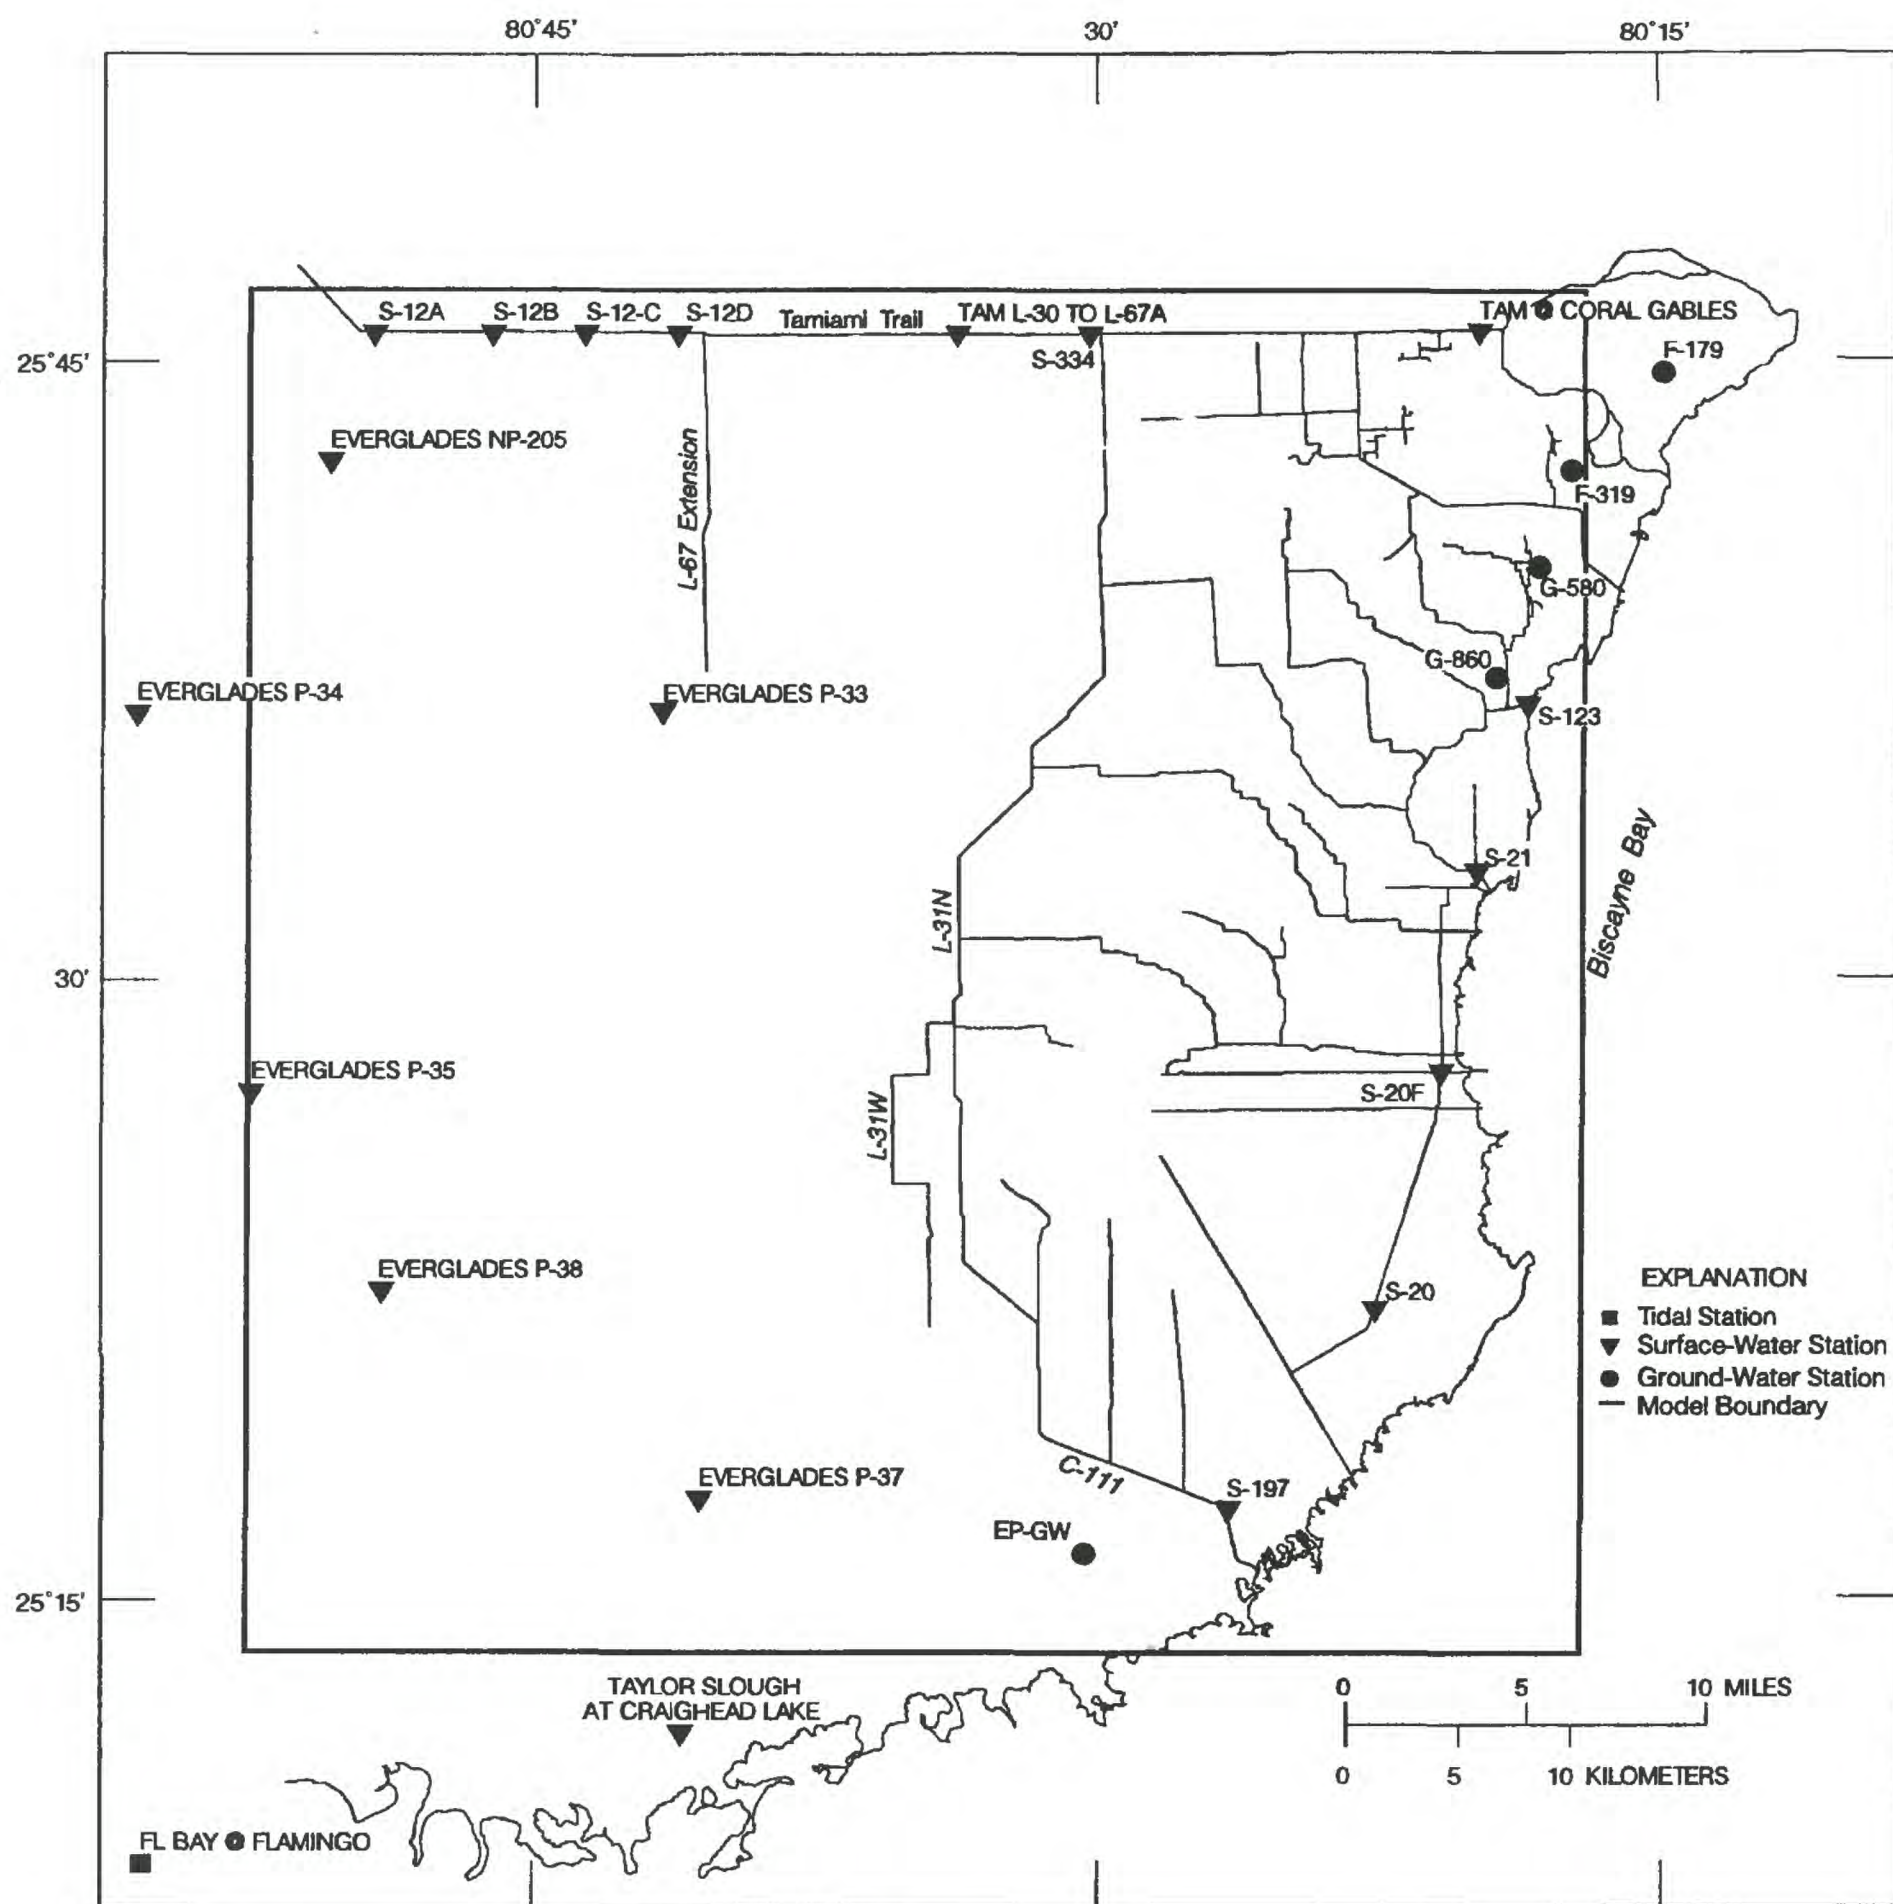 80°45'
30'
80°15'
S-12A
S-12B
S-12-C
S-12D
Tamiami Trail
TAM L-30 TO L-67A
TAM @ CORAL GABLES
25°45'
S-334
F-179
EVERGLADES NP-205
L-67 Extension
F-319
G-580
G-860
EVERGLADES P-34
EVERGLADES P-33
S-123
S-21
Biscayne Bay
L-31N
30'
EVERGLADES P-35
S-20F
L-31W
EVERGLADES P-38
S-20
EXPLANATION
Tidal Station
Surface-Water Station
Ground-Water Station
Model Boundary
C-111
EVERGLADES P-37
S-197
EP-GW
25°15'
TAYLOR SLOUGH
AT CRAIGHEAD LAKE
0 5 10 MILES
0 5 10 KILOMETERS
FL BAY @ FLAMINGO